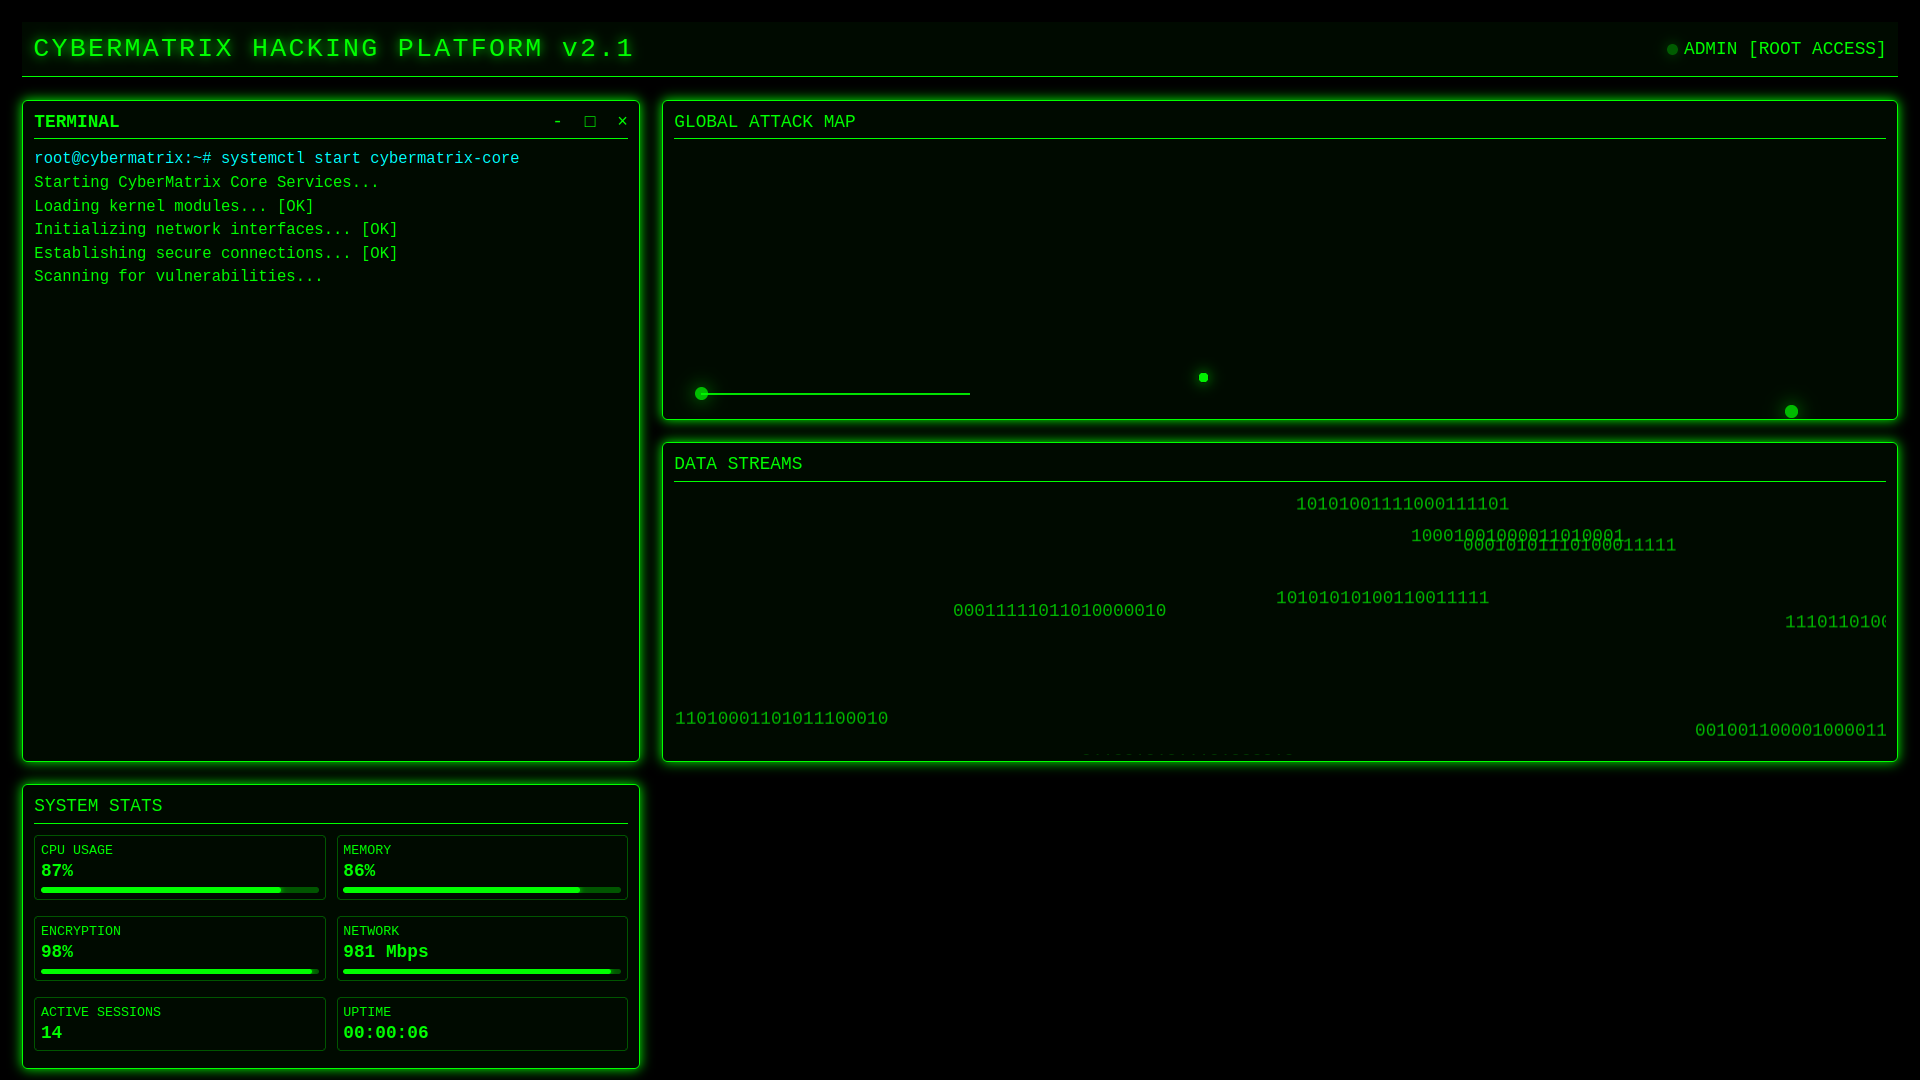 CYBERMATRIX HACKING PLATFORM v2.1
ADMIN [ROOT ACCESS]
TERMINAL
- □ ×
root@cybermatrix:~# systemctl start cybermatrix-core
Starting CyberMatrix Core Services...
Loading kernel modules... [OK]
Initializing network interfaces... [OK]
Establishing secure connections... [OK]
Scanning for vulnerabilities...
GLOBAL ATTACK MAP
DATA STREAMS
10101001111000111101
10001001000011010001
00010101110100011111
10101010100110011111
00011111011010000010
1110110100
11010001101011100010
001001100001000011
SYSTEM STATS
CPU USAGE
87%
MEMORY
86%
ENCRYPTION
98%
NETWORK
981 Mbps
ACTIVE SESSIONS
14
UPTIME
00:00:06